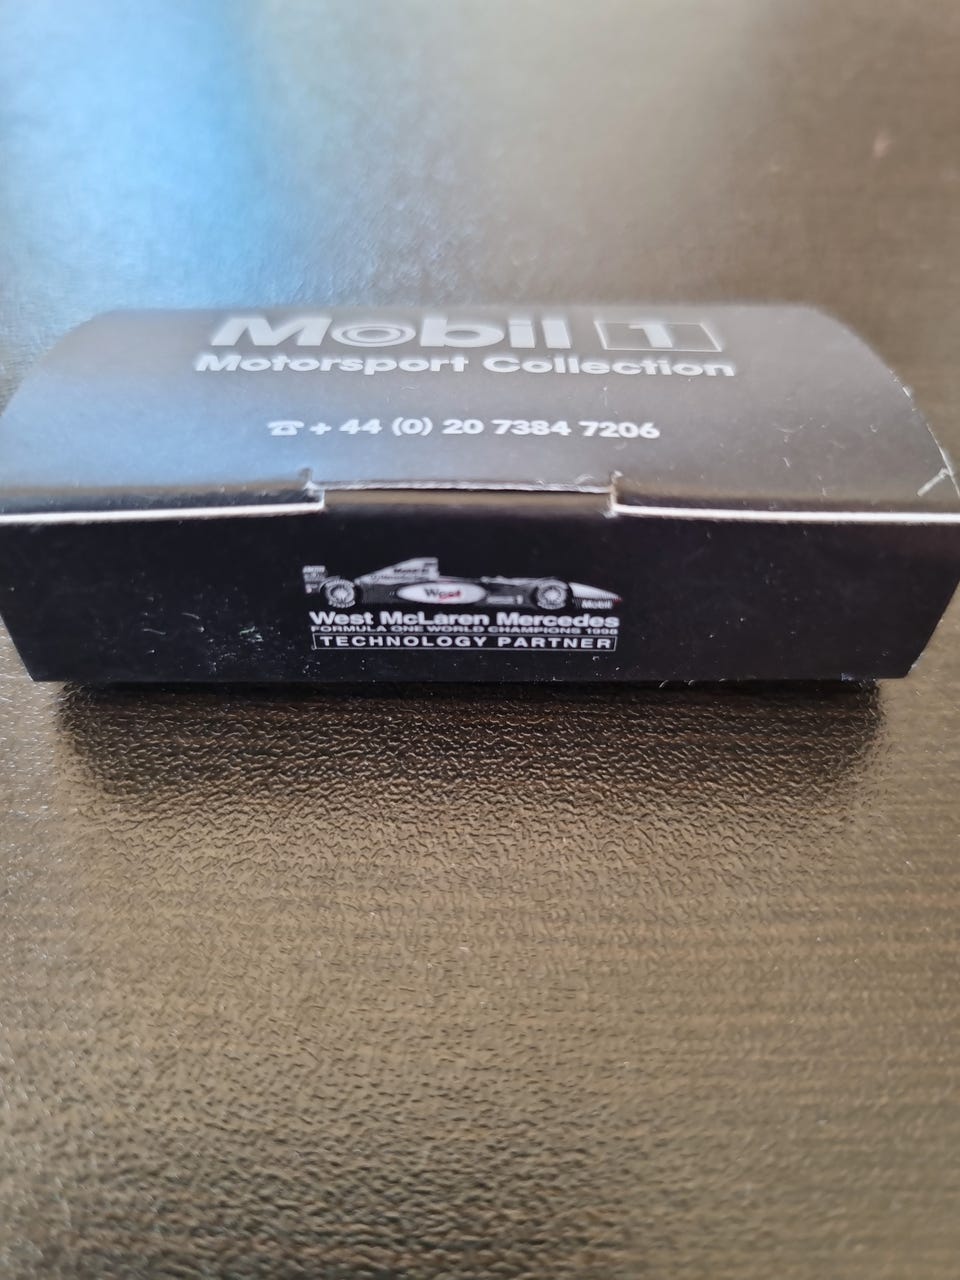 Mobil 1
Motorsport Collection
☎ + 44 (0) 20 7384 7206
West
Mobil
West McLaren Mercedes
FORMULA ONE WORLD CHAMPIONS 1998
TECHNOLOGY PARTNER